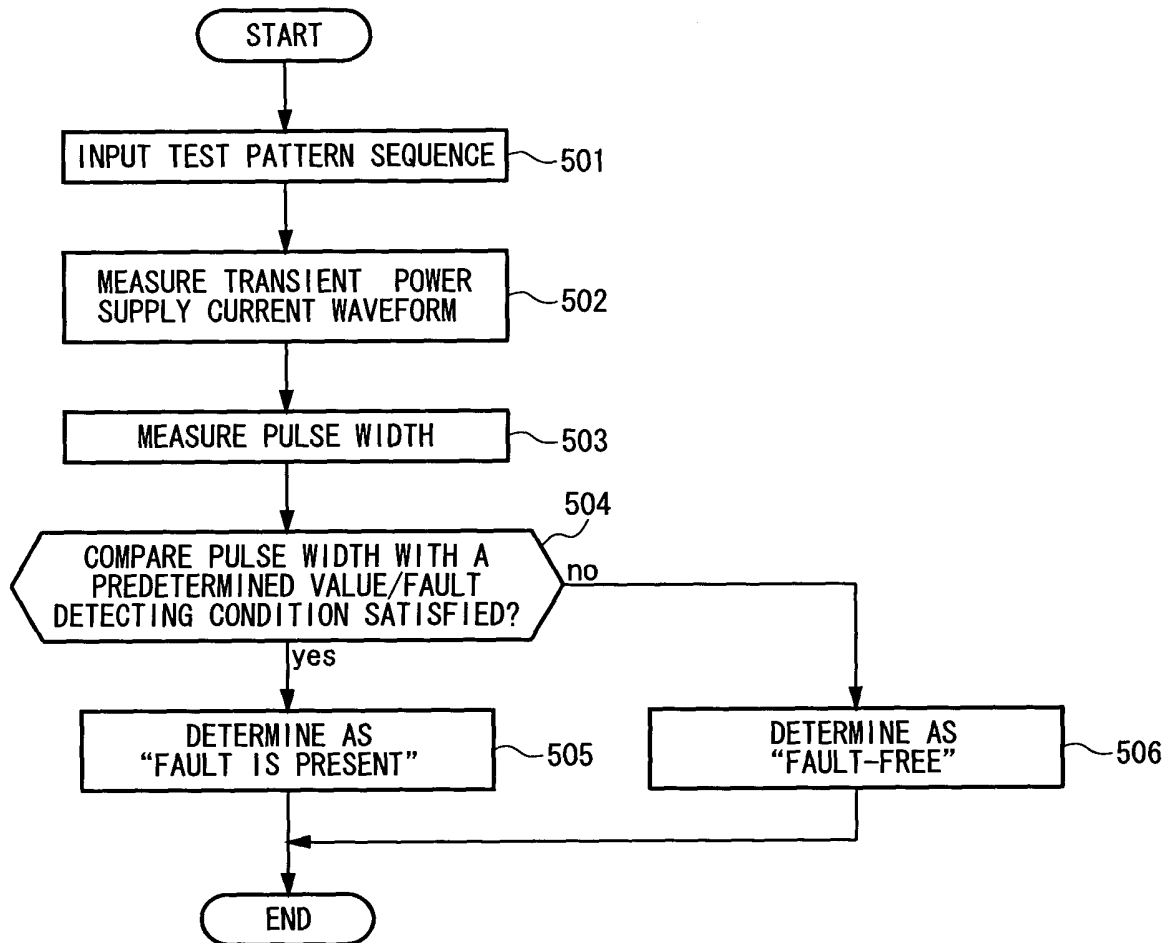 START
INPUT TEST PATTERN SEQUENCE
501
MEASURE TRANSIENT POWER
SUPPLY CURRENT WAVEFORM
502
MEASURE PULSE WIDTH
503
504
COMPARE PULSE WIDTH WITH A
PREDETERMINED VALUE/FAULT
DETECTING CONDITION SATISFIED?
no
yes
DETERMINE AS
“FAULT IS PRESENT”
505
DETERMINE AS
“FAULT-FREE”
506
END